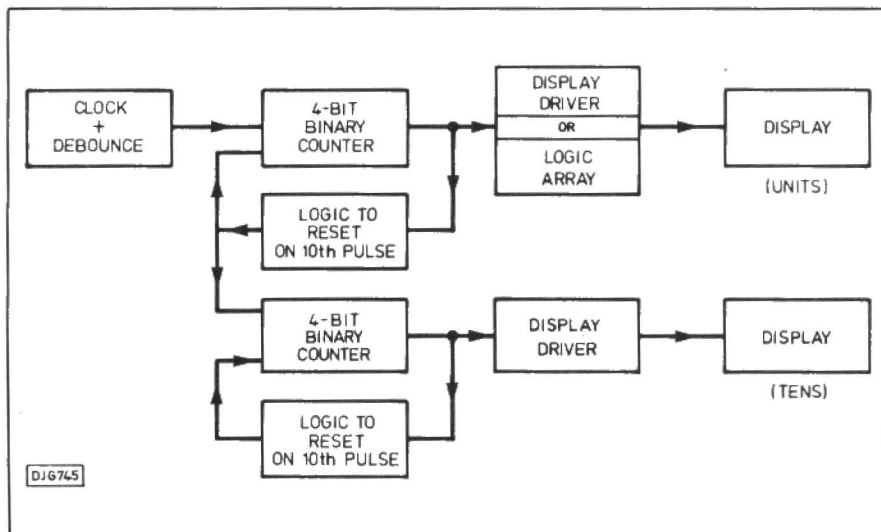 CLOCK
+
DEBOUNCE
4-BIT
BINARY
COUNTER
DISPLAY
DRIVER
OR
LOGIC
ARRAY
DISPLAY
(UNITS)
LOGIC TO
RESET
ON 10th PULSE
4-BIT
BINARY
COUNTER
DISPLAY
DRIVER
DISPLAY
(TENS)
LOGIC TO
RESET
ON 10th PULSE
DJG745